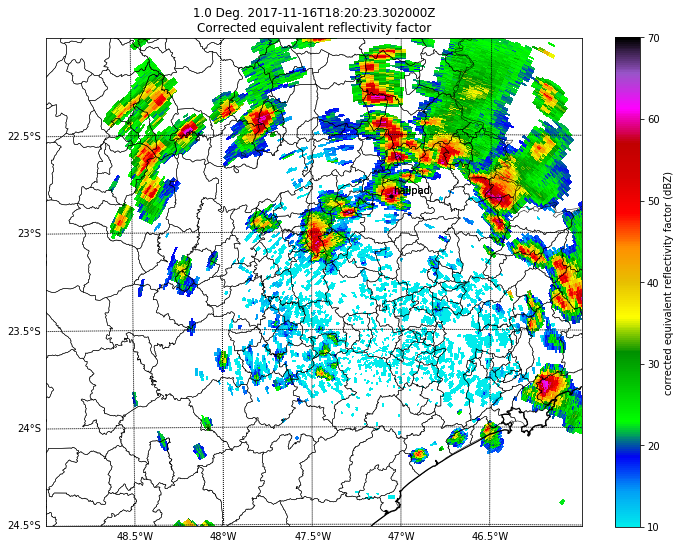 1.0 Deg. 2017-11-16T18:20:23.302000Z
Corrected equivalent reflectivity factor
70
60
50
40
30
20
10
corrected equivalent reflectivity factor (dBZ)
22.5°S
23°S
23.5°S
24°S
24.5°S
48.5°W
48°W
47.5°W
47°W
46.5°W